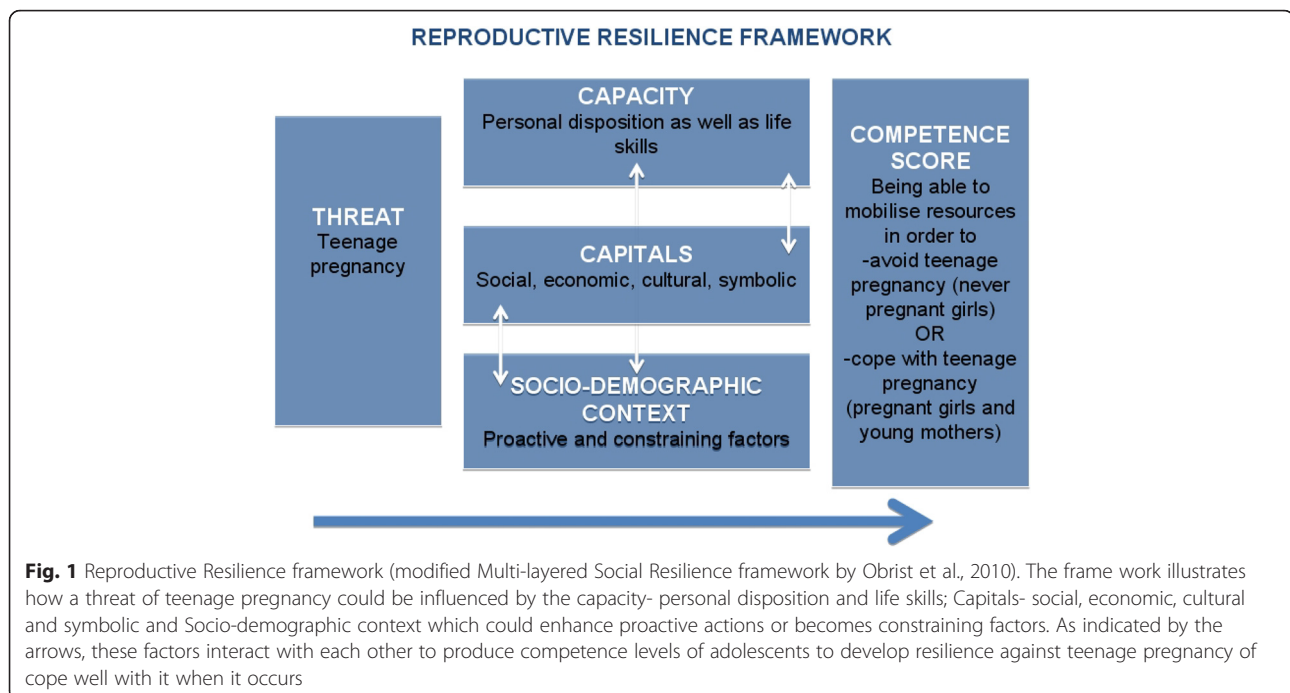 REPRODUCTIVE RESILIENCE FRAMEWORK
THREAT
Teenage
pregnancy
CAPACITY
Personal disposition as well as life
skills
CAPITALS
Social, economic, cultural, symbolic
SOCIO-DEMOGRAPHIC
CONTEXT
Proactive and constraining factors
COMPETENCE
SCORE
Being able to
mobilise resources
in order to
-avoid teenage
pregnancy (never
pregnant girls)
OR
-cope with teenage
pregnancy
(pregnant girls and
young mothers)
Fig. 1 Reproductive Resilience framework (modified Multi-layered Social Resilience framework by Obrist et al., 2010). The frame work illustrates
how a threat of teenage pregnancy could be influenced by the capacity- personal disposition and life skills; Capitals- social, economic, cultural
and symbolic and Socio-demographic context which could enhance proactive actions or becomes constraining factors. As indicated by the
arrows, these factors interact with each other to produce competence levels of adolescents to develop resilience against teenage pregnancy of
cope well with it when it occurs